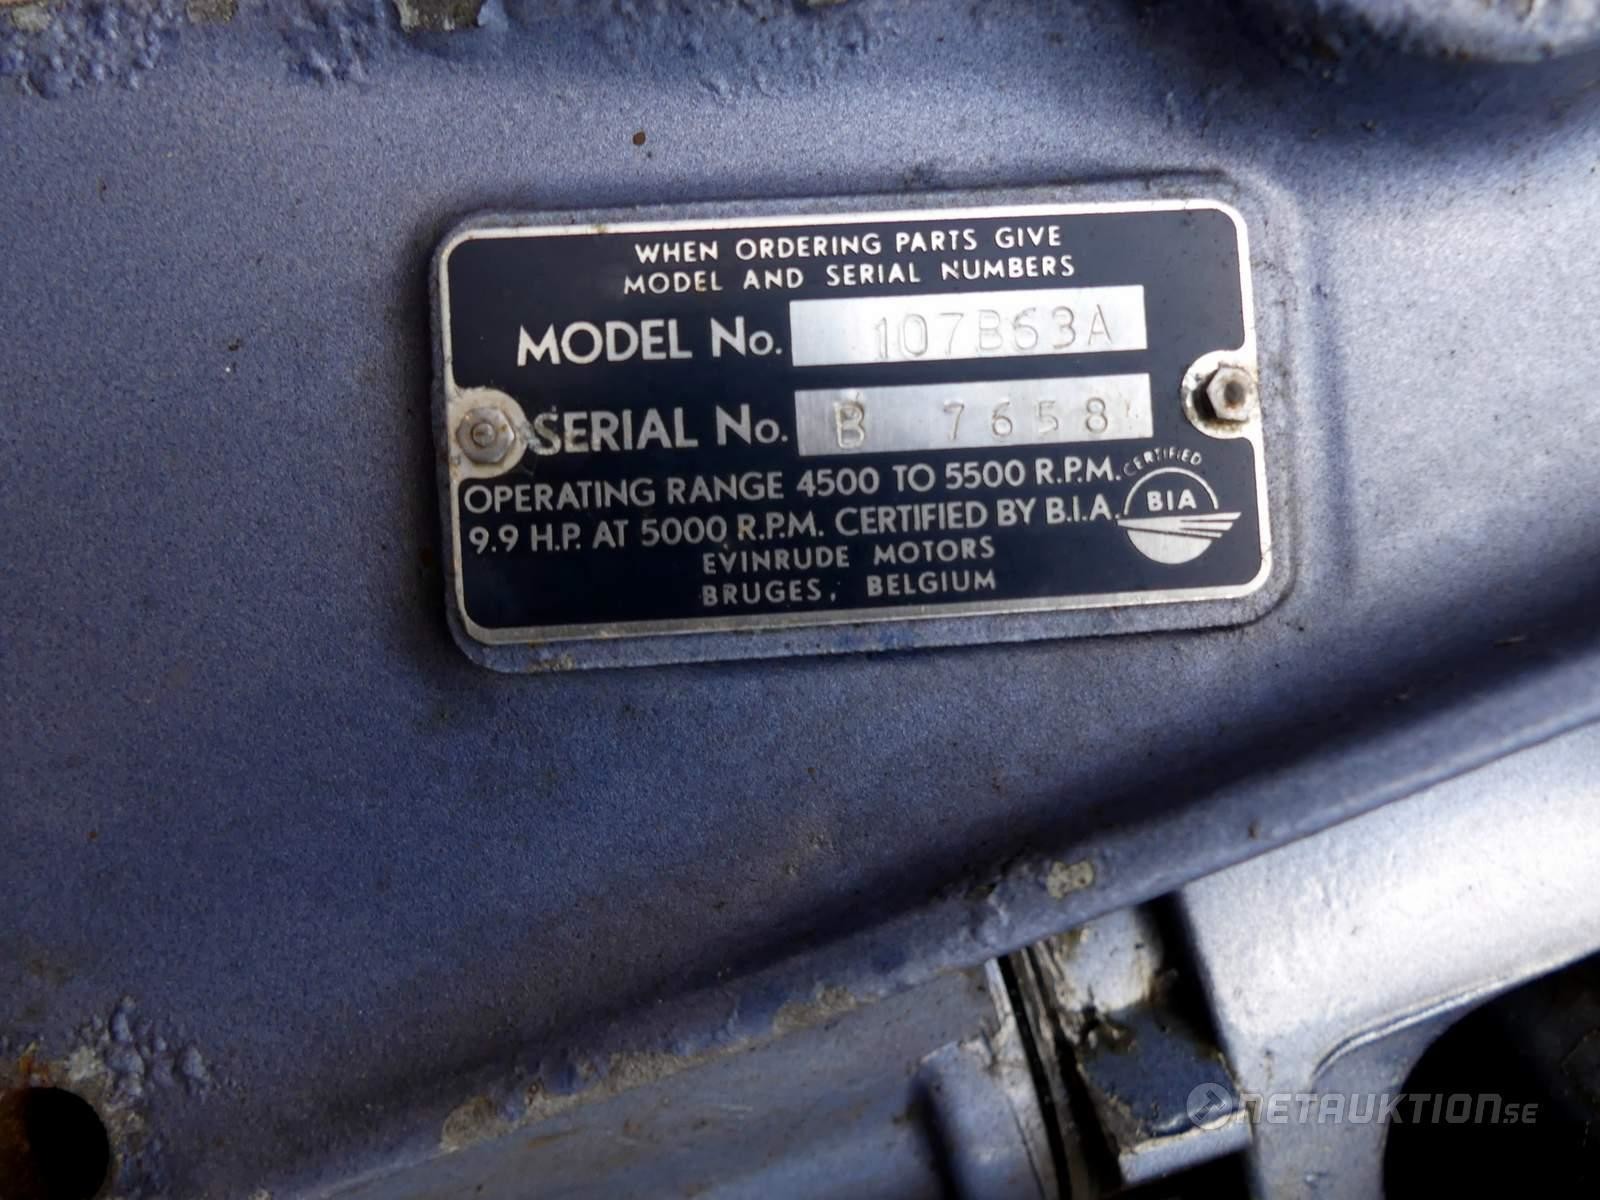 WHEN ORDERING PARTS GIVE
MODEL AND SERIAL NUMBERS
MODEL No. 107B63A
SERIAL No. B 7658
OPERATING RANGE 4500 TO 5500 R.P.M.
9.9 H.P. AT 5000 R.P.M. CERTIFIED BY B.I.A.
CERTIFIED
BIA
EVINRUDE MOTORS
BRUGES, BELGIUM
NETAUKTION.SE